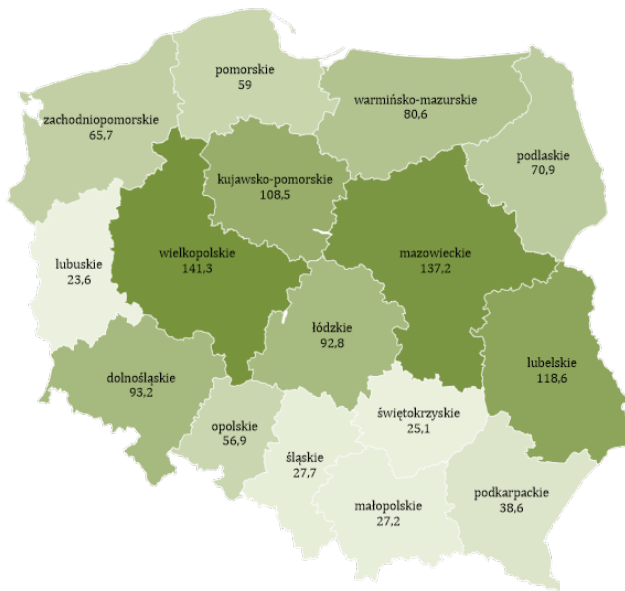 pomorskie
59
warmińsko-mazurskie
80,6
zachodniopomorskie
65,7
podlaskie
70,9
kujawsko-pomorskie
108,5
wielkopolskie
141,3
mazowieckie
137,2
lubuskie
23,6
łódzkie
92,8
lubelskie
118,6
dolnośląskie
93,2
świętokrzyskie
25,1
opolskie
56,9
śląskie
27,7
podkarpackie
38,6
małopolskie
27,2